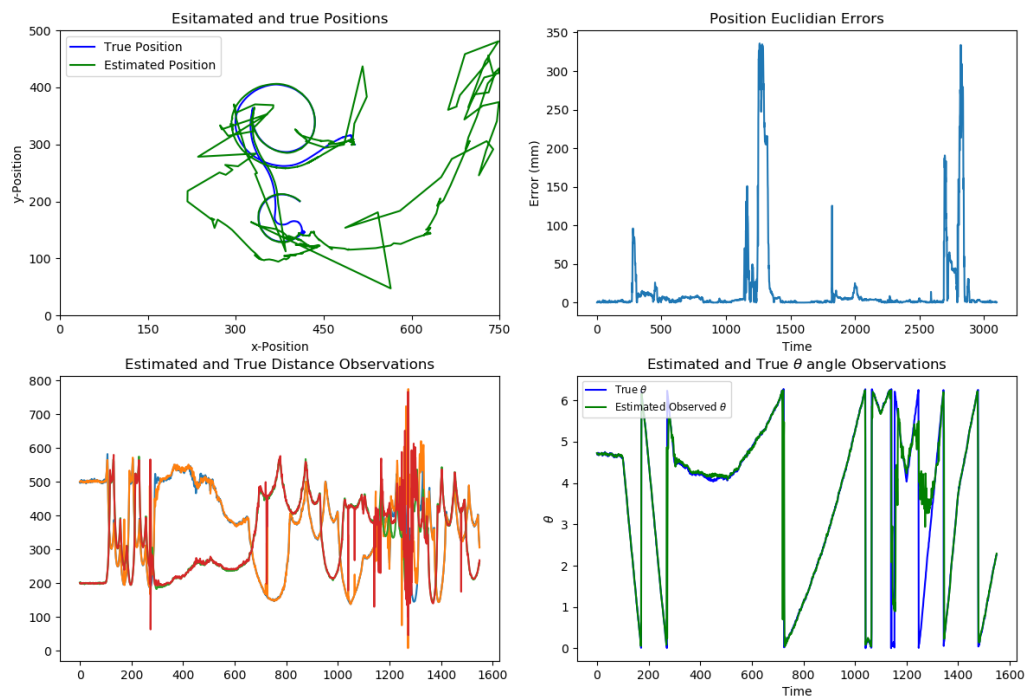 Esitamated and true Positions
True Position
Estimated Position
500
400
300
200
100
0
y-Position
0 150 300 450 600 750
x-Position
Position Euclidian Errors
350
300
250
200
150
100
50
0
Error (mm)
0 500 1000 1500 2000 2500 3000
Time
Estimated and True Distance Observations
800
700
600
500
400
300
200
100
0
0 200 400 600 800 1000 1200 1400 1600
Estimated and True θ angle Observations
True θ
Estimated Observed θ
6
5
4
3
2
1
0
θ
0 200 400 600 800 1000 1200 1400 1600
Time